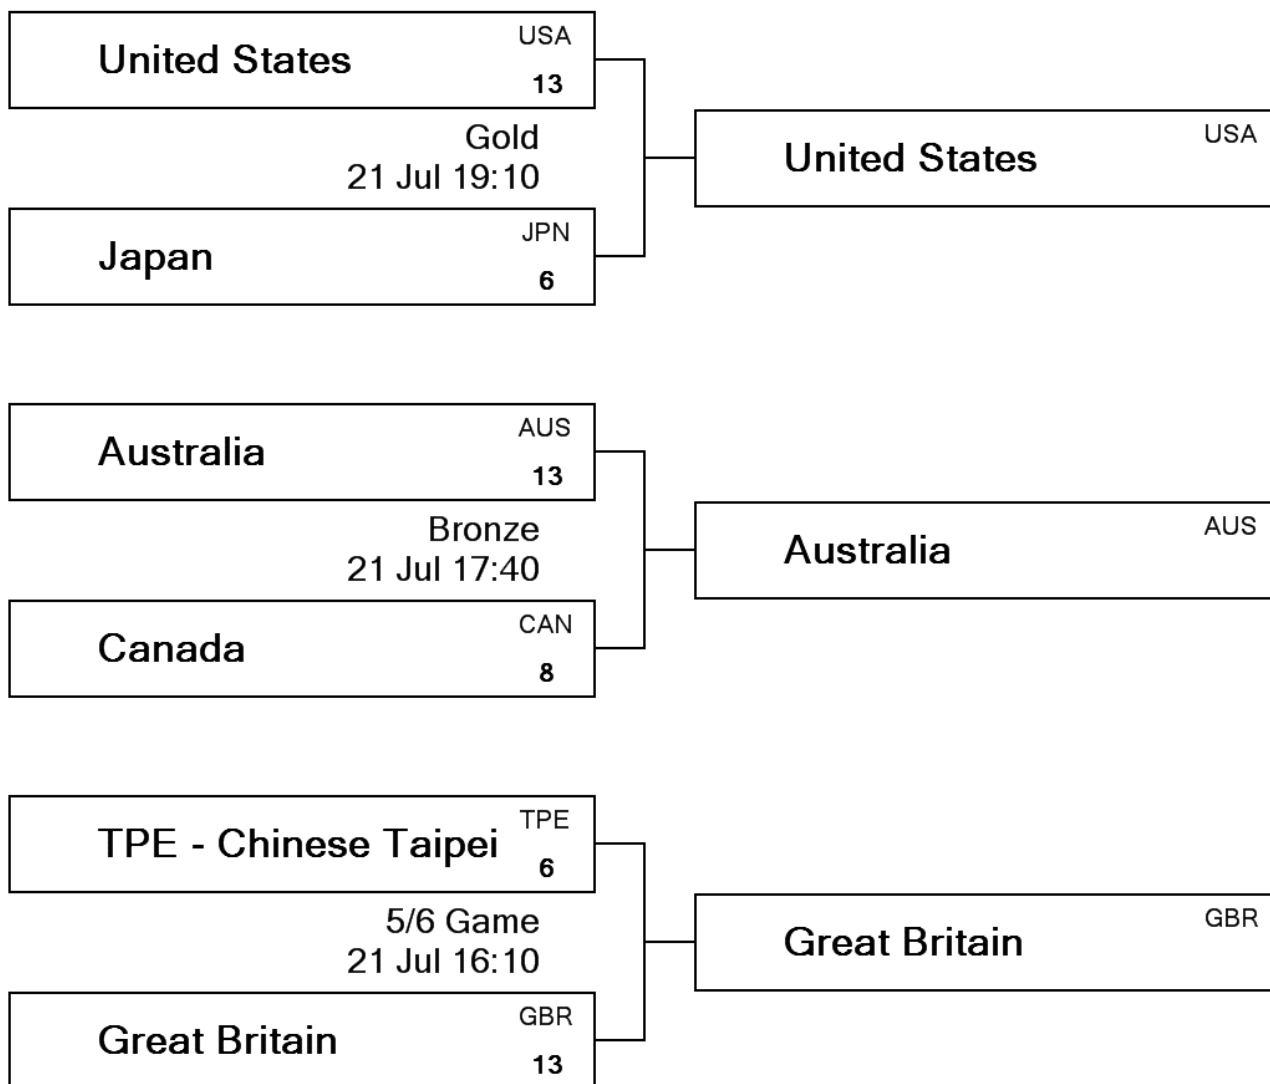 United States USA
13
Gold
21 Jul 19:10
United States USA
Japan JPN
6
Australia AUS
13
Bronze
21 Jul 17:40
Australia AUS
Canada CAN
8
TPE - Chinese Taipei TPE
6
5/6 Game
21 Jul 16:10
Great Britain GBR
Great Britain GBR
13